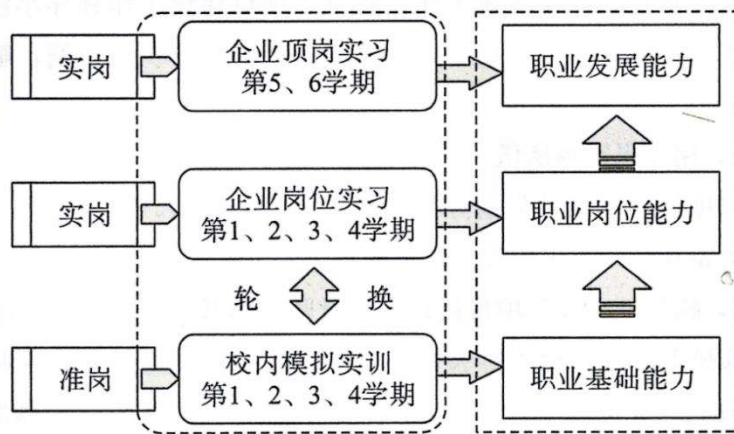 实岗
企业顶岗实习
第5、6学期
职业发展能力
实岗
企业岗位实习
第1、2、3、4学期
职业岗位能力
轮 换
准岗
校内模拟实训
第1、2、3、4学期
职业基础能力